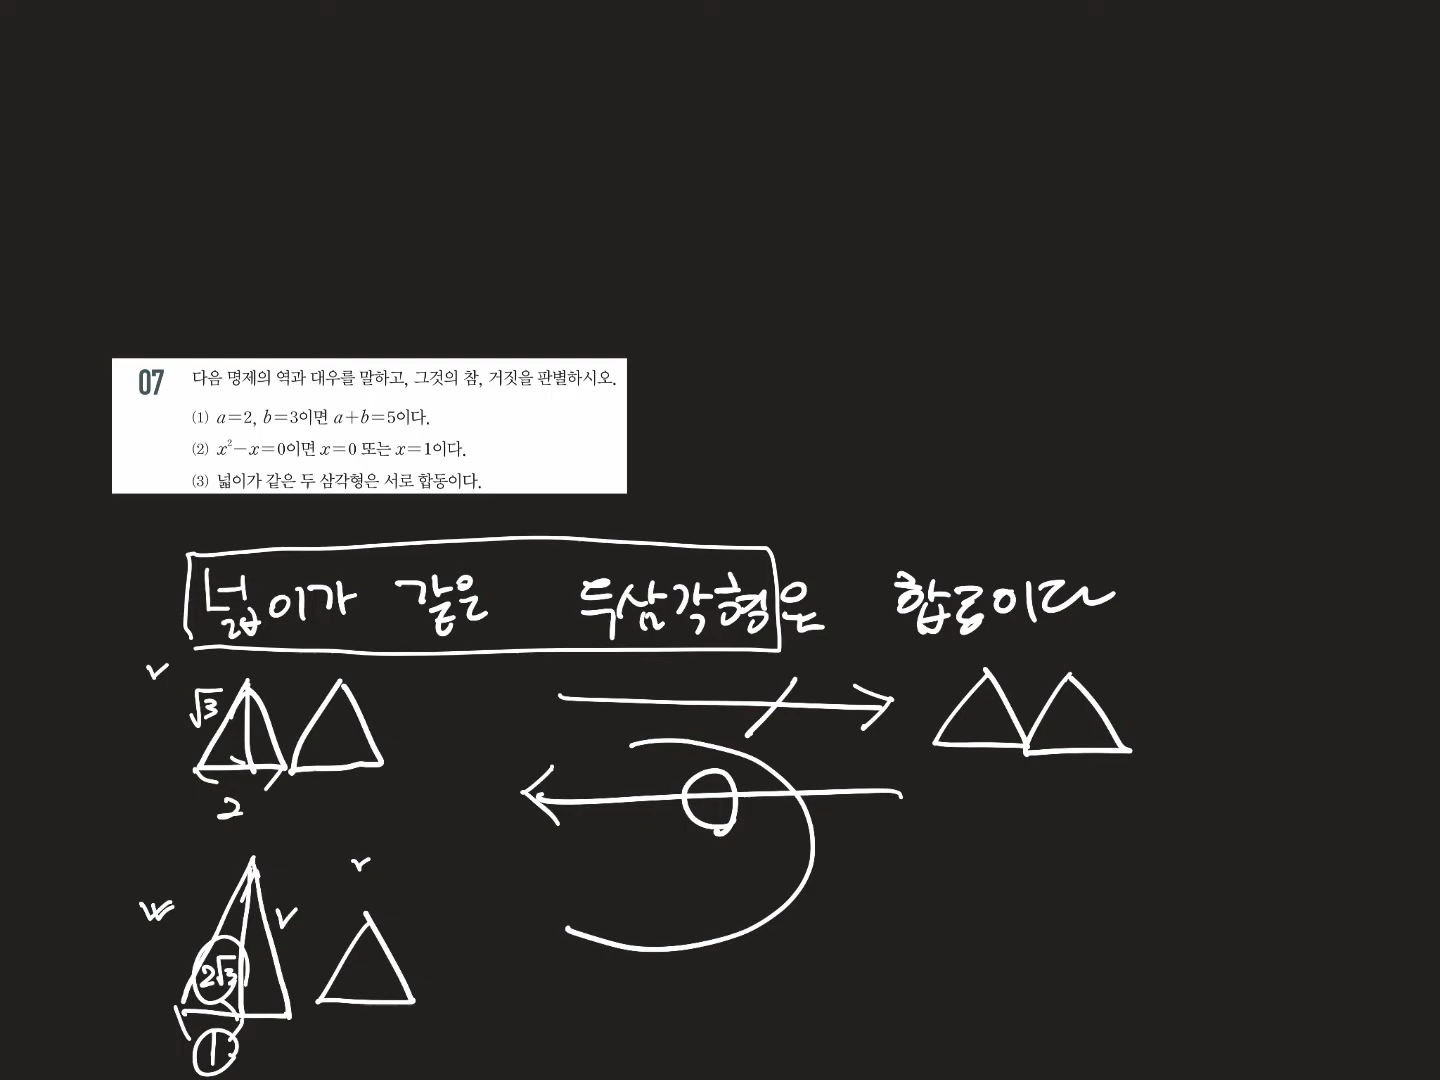 07 다음 명제의 역과 대우를 말하고, 그것의 참, 거짓을 판별하시오.
(1) a=2, b=3이면 a+b=5이다.
(2) x²-x=0이면 x=0 또는 x=1이다.
(3) 넓이가 같은 두 삼각형은 서로 합동이다.
넓이가 같은 두삼각형은
√3
2
2√3
1